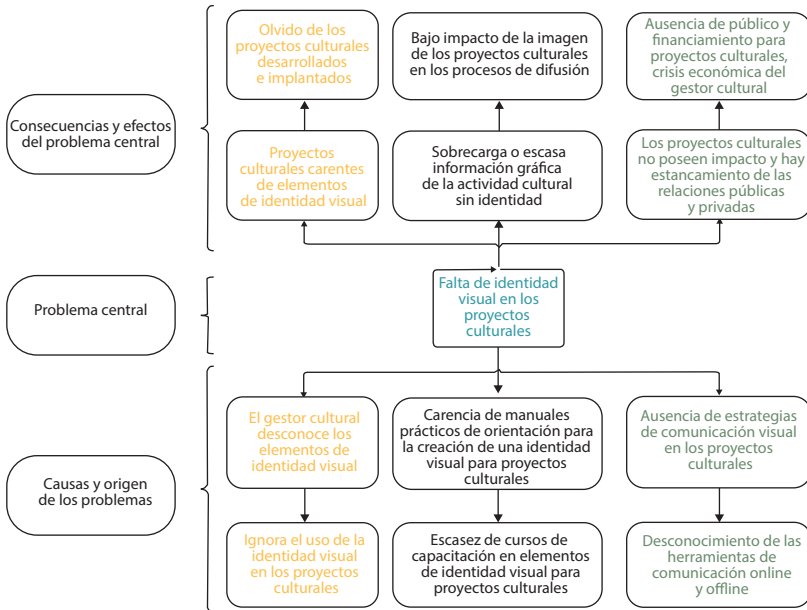 Olvido de los
proyectos culturales
desarrollados
e implantados
Bajo impacto de la imagen
de los proyectos culturales
en los procesos de difusión
Ausencia de público y
financiamiento para
proyectos culturales,
crisis económica del
gestor cultural
Consecuencias y efectos
del problema central
Proyectos
culturales carentes
de elementos
de identidad visual
Sobrecarga o escasa
información gráfica
de la actividad cultural
sin identidad
Los proyectos culturales
no poseen impacto y hay
estancamiento de las
relaciones públicas
y privadas
Problema central
Falta de identidad
visual en los
proyectos
culturales
Causas y origen
de los problemas
El gestor cultural
desconoce los
elementos de
identidad visual
Carencia de manuales
prácticos de orientación para
la creación de una identidad
visual para proyectos
culturales
Ausencia de estrategias
de comunicación visual
en los proyectos
culturales
Ignora el uso de la
identidad visual
en los proyectos
culturales
Escasez de cursos de
capacitación en elementos
de identidad visual para
proyectos culturales
Desconocimiento de las
herramientas de
comunicación online
y offline